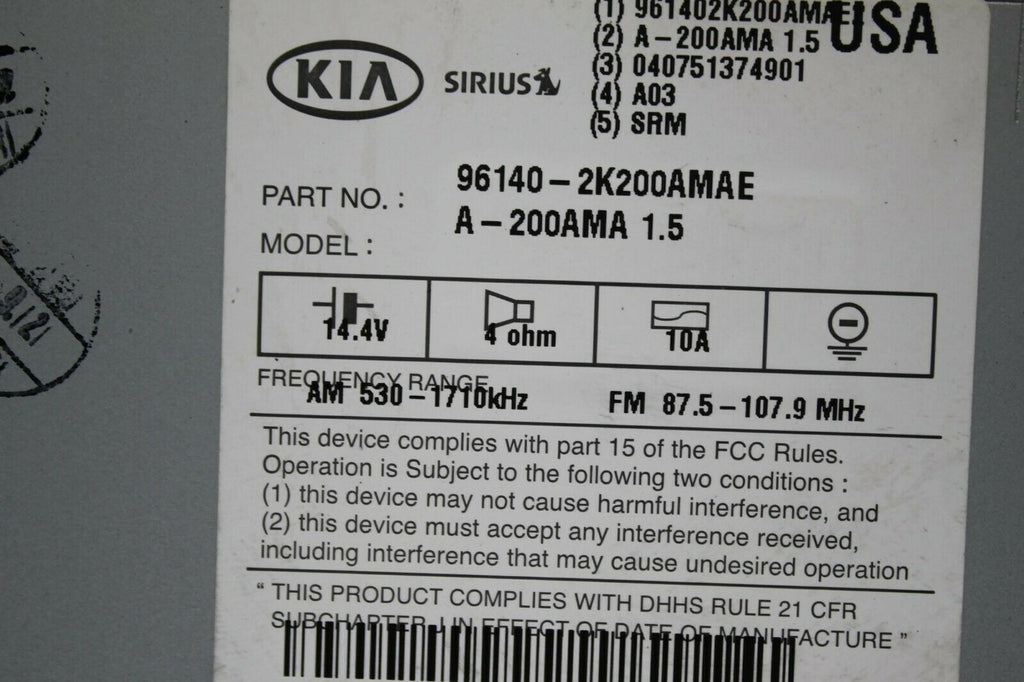 (1) 961402K200AMAE USA
(2) A-200AMA 1.5
(3) 040751374901
(4) A03
(5) SRM
KIA SIRIUS
PART NO. : 96140-2K200AMAE
MODEL : A-200AMA 1.5
14.4V 4 ohm 10A
FREQUENCY RANGE
AM 530-1710kHz FM 87.5-107.9 MHz
This device complies with part 15 of the FCC Rules.
Operation is Subject to the following two conditions :
(1) this device may not cause harmful interference, and
(2) this device must accept any interference received,
including interference that may cause undesired operation
“ THIS PRODUCT COMPLIES WITH DHHS RULE 21 CFR
SUBCHAPTER J IN EFFECT OF DATE OF MANUFACTURE ”